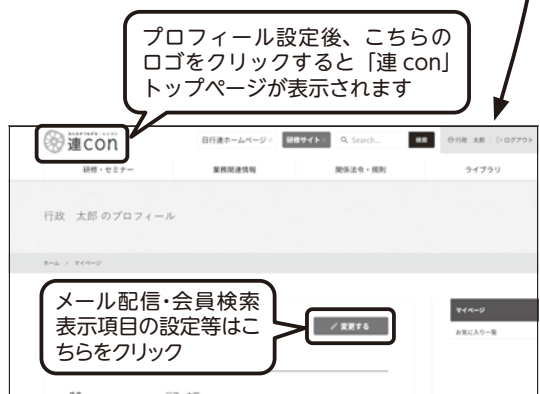 プロフィール設定後、こちらの
ロゴをクリックすると「連 con」
トップページが表示されます
連con
日行連ホームページ
研修サイト
Search...
検索
行政 太郎
ログアウト
研修・セミナー
業務関連情報
関係法令・規則
ライブラリ
行政 太郎 のプロフィール
ホーム / マイページ
メール配信・会員検索
表示項目の設定等はこ
ちらをクリック
変更する
マイページ
お気に入り一覧
氏名
行政 太郎